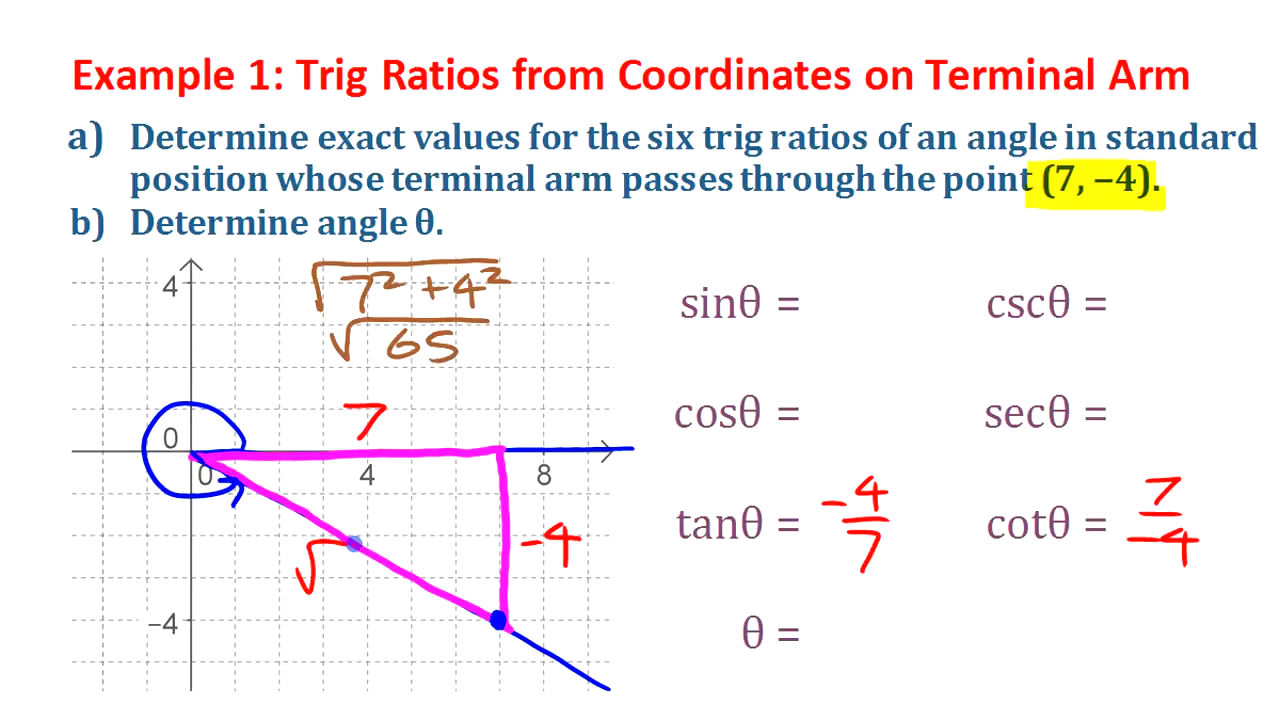 Example 1: Trig Ratios from Coordinates on Terminal Arm
a) Determine exact values for the six trig ratios of an angle in standard
position whose terminal arm passes through the point (7, −4).
b) Determine angle θ.
√(7² + 4²)
√65
4
0
0
4
8
−4
7
-4
√
sinθ =
cscθ =
cosθ =
secθ =
tanθ = -4/7
cotθ = 7/-4
θ =